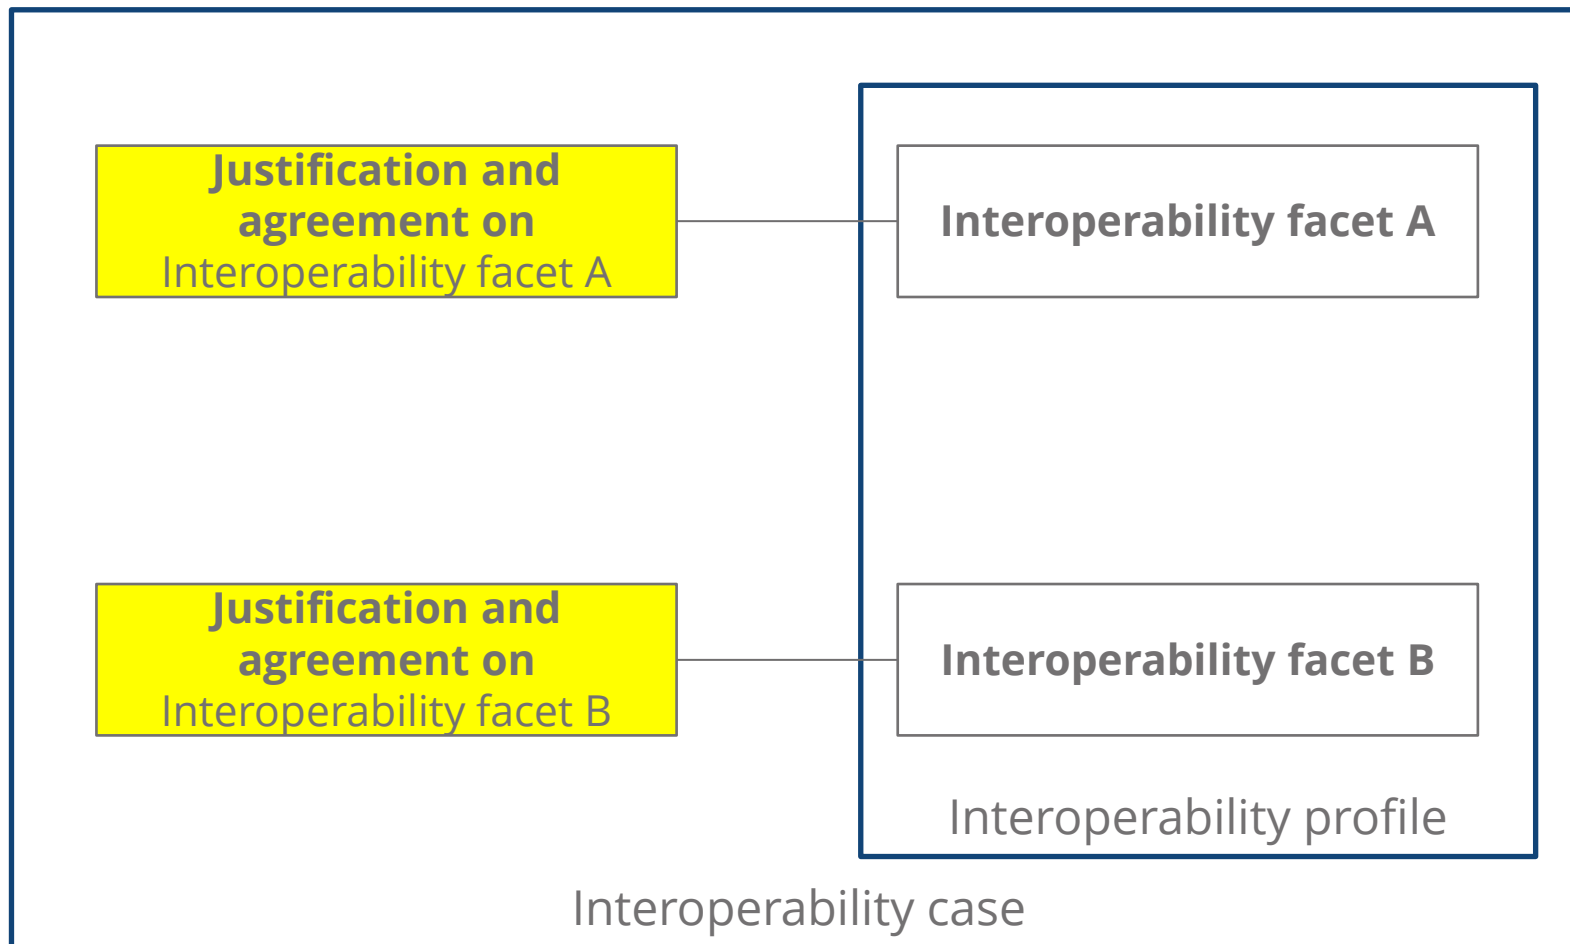 Justification and
agreement on
Interoperability facet A
Interoperability facet A
Justification and
agreement on
Interoperability facet B
Interoperability facet B
Interoperability profile
Interoperability case